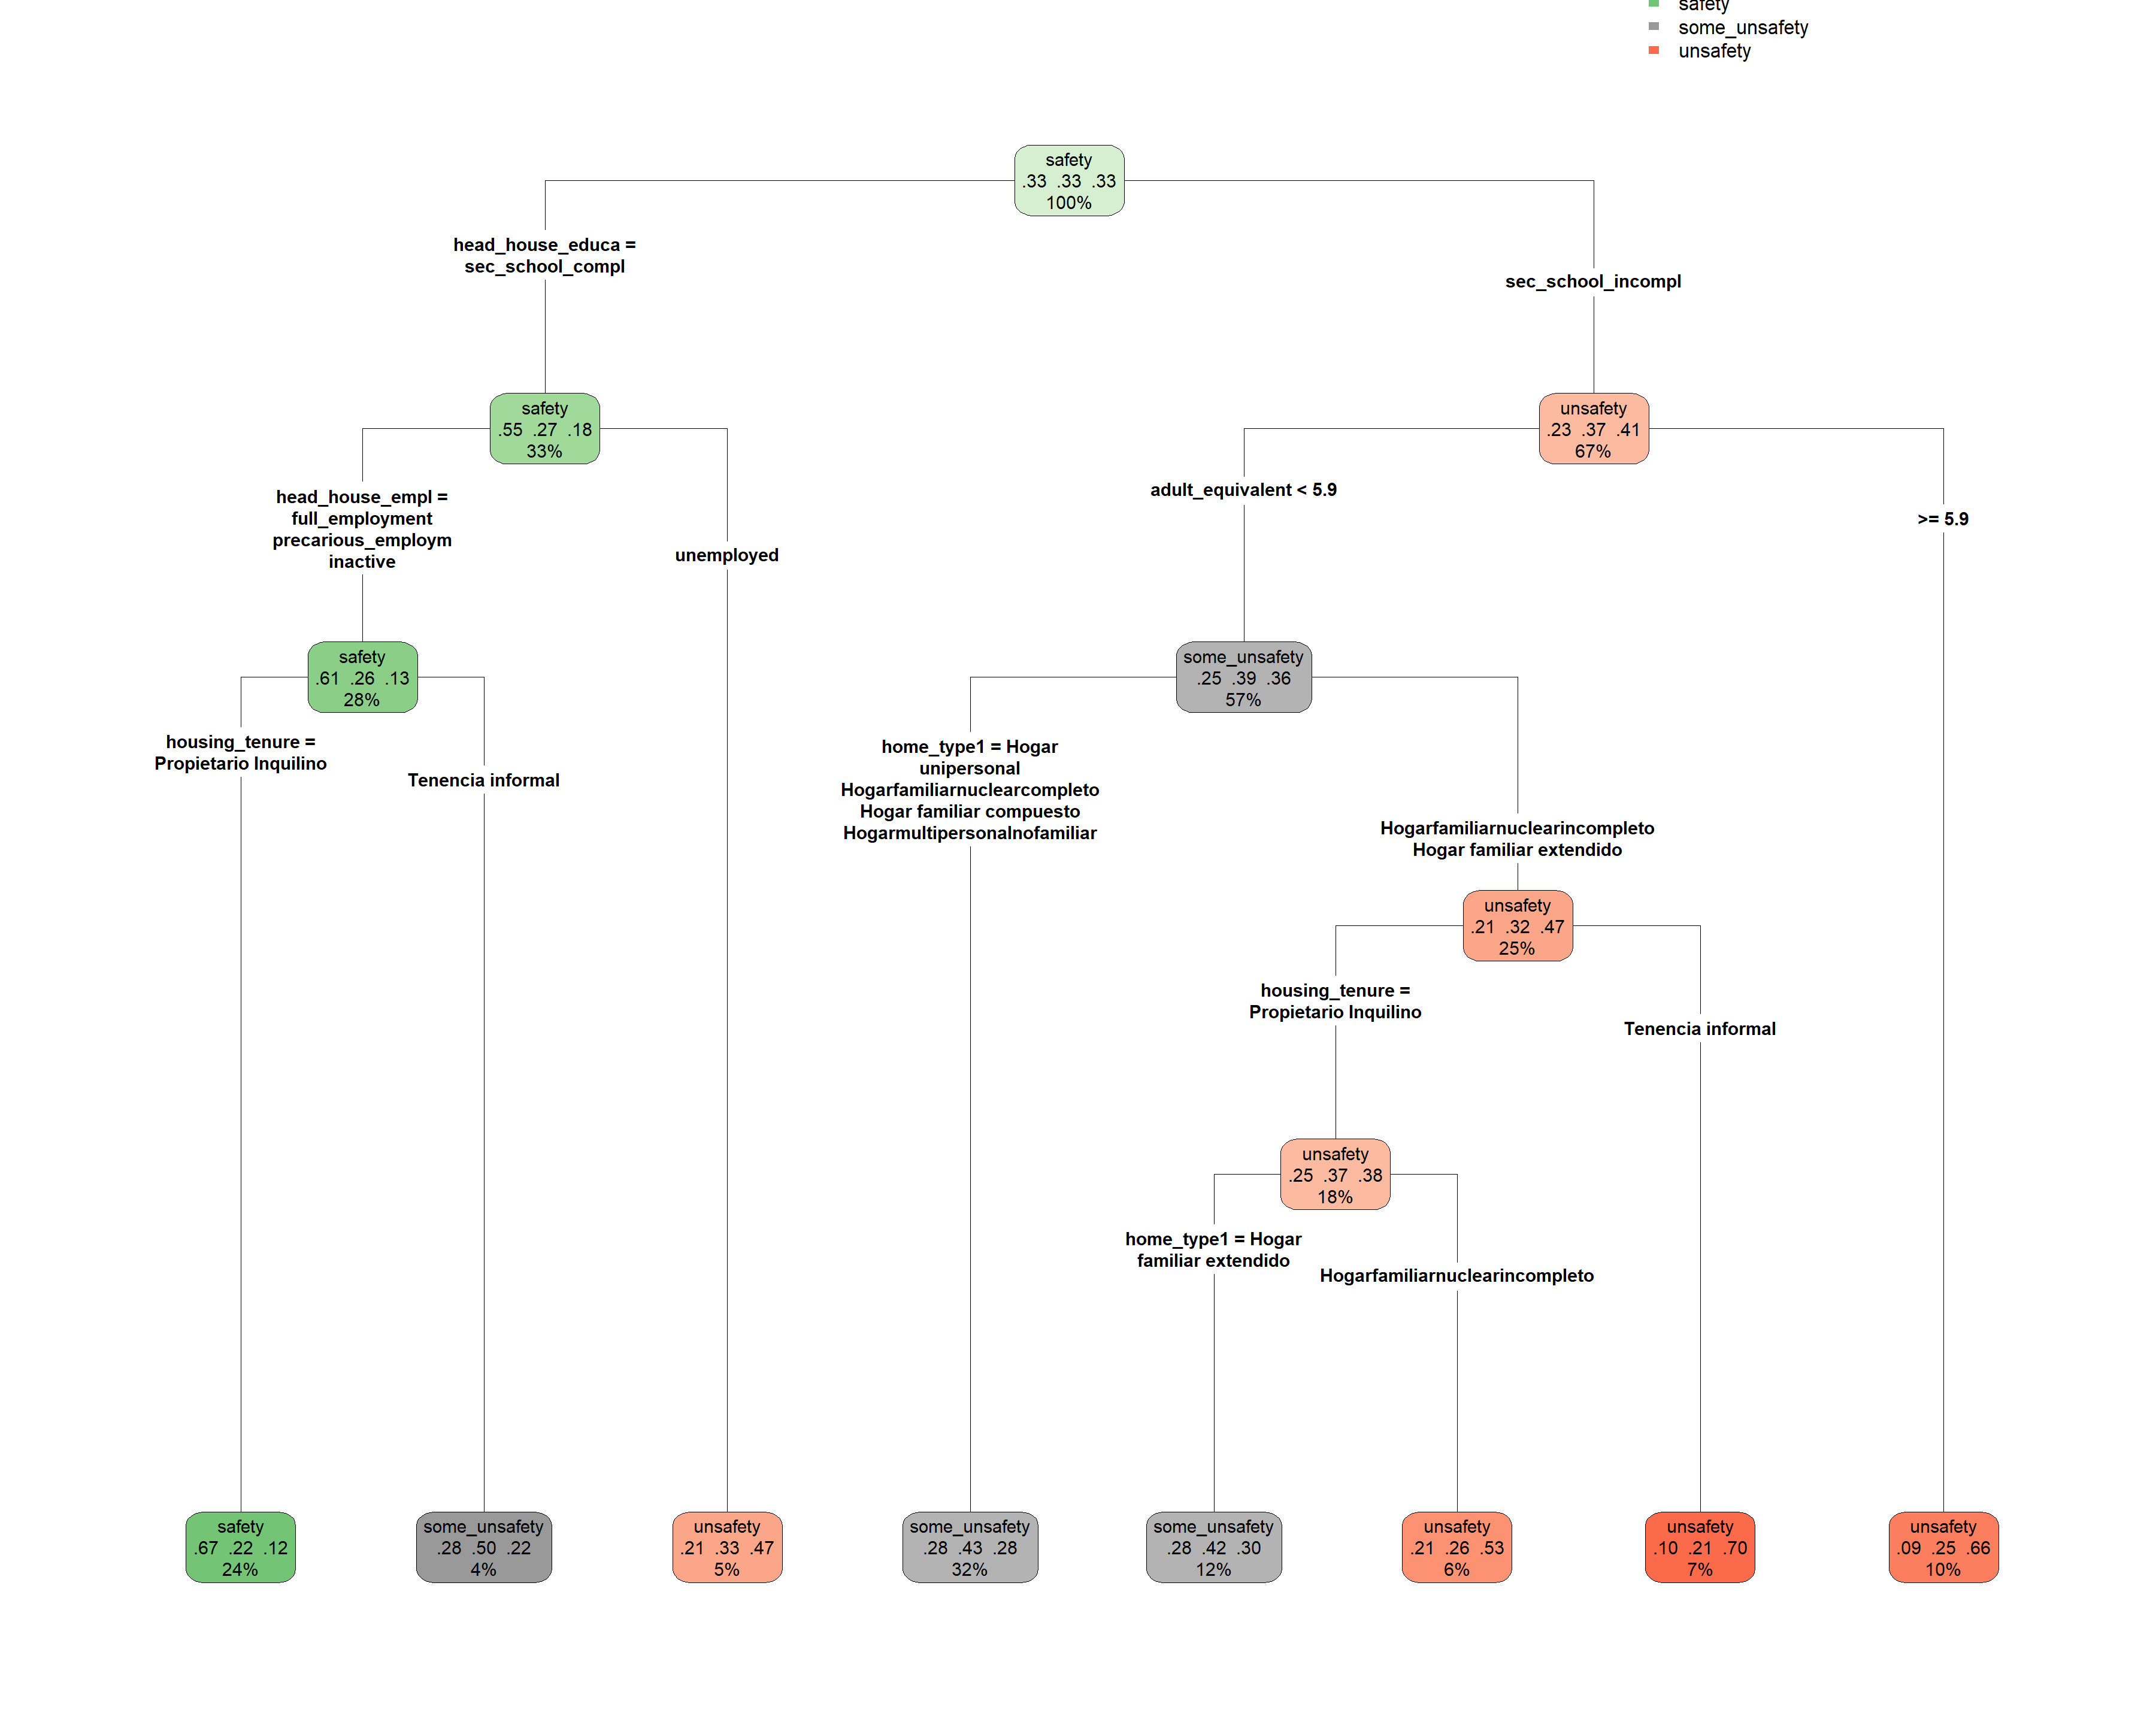 safety
some_unsafety
unsafety
safety
.33 .33 .33
100%
head_house_educa =
sec_school_compl
sec_school_incompl
safety
.55 .27 .18
33%
unsafety
.23 .37 .41
67%
head_house_empl =
full_employment
precarious_employm
inactive
unemployed
adult_equivalent < 5.9
>= 5.9
safety
.61 .26 .13
28%
some_unsafety
.25 .39 .36
57%
housing_tenure =
Propietario Inquilino
Tenencia informal
home_type1 = Hogar
unipersonal
Hogarfamiliarnuclearcompleto
Hogar familiar compuesto
Hogarmultipersonalnofamiliar
Hogarfamiliarnuclearincompleto
Hogar familiar extendido
unsafety
.21 .32 .47
25%
housing_tenure =
Propietario Inquilino
Tenencia informal
unsafety
.25 .37 .38
18%
home_type1 = Hogar
familiar extendido
Hogarfamiliarnuclearincompleto
safety
.67 .22 .12
24%
some_unsafety
.28 .50 .22
4%
unsafety
.21 .33 .47
5%
some_unsafety
.28 .43 .28
32%
some_unsafety
.28 .42 .30
12%
unsafety
.21 .26 .53
6%
unsafety
.10 .21 .70
7%
unsafety
.09 .25 .66
10%